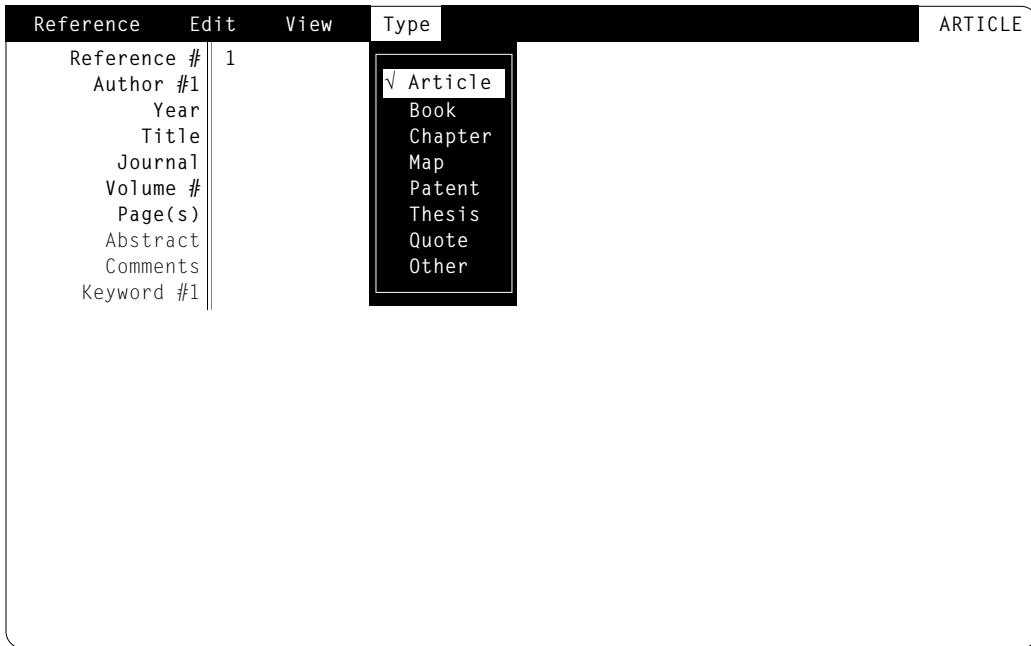 Reference Edit View Type ARTICLE
Reference # 1
Author #1
Year
Title
Journal
Volume #
Page(s)
Abstract
Comments
Keyword #1
√ Article
Book
Chapter
Map
Patent
Thesis
Quote
Other